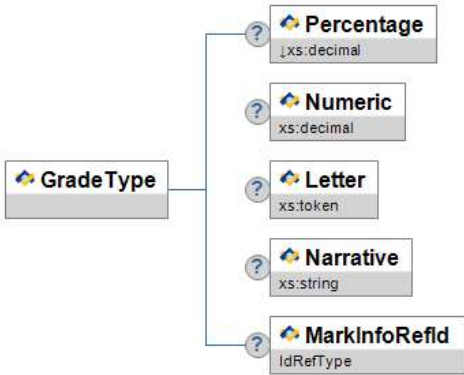 ?
Percentage
↓xs:decimal
?
Numeric
xs:decimal
GradeType
?
Letter
xs:token
?
Narrative
xs:string
?
MarkInfoRefId
IdRefType